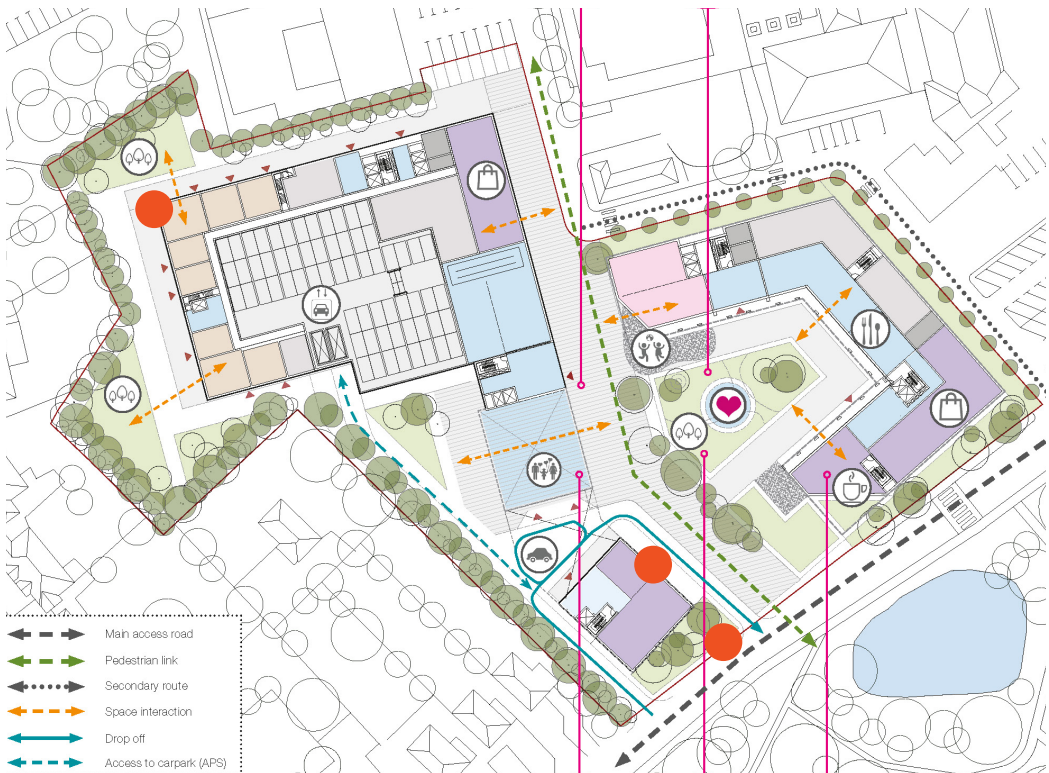 Main access road
Pedestrian link
Secondary route
Space interaction
Drop off
Access to carpark (APS)